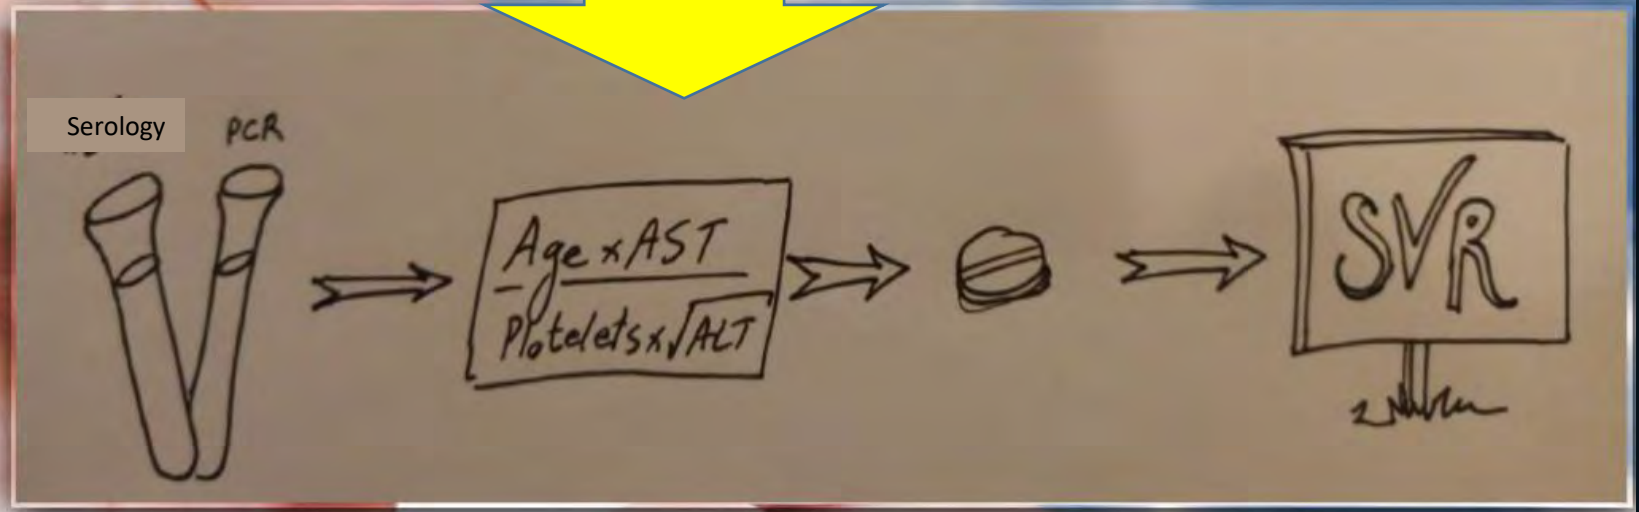 Serology
PCR
Age x AST
Platelets x √ALT
SVR